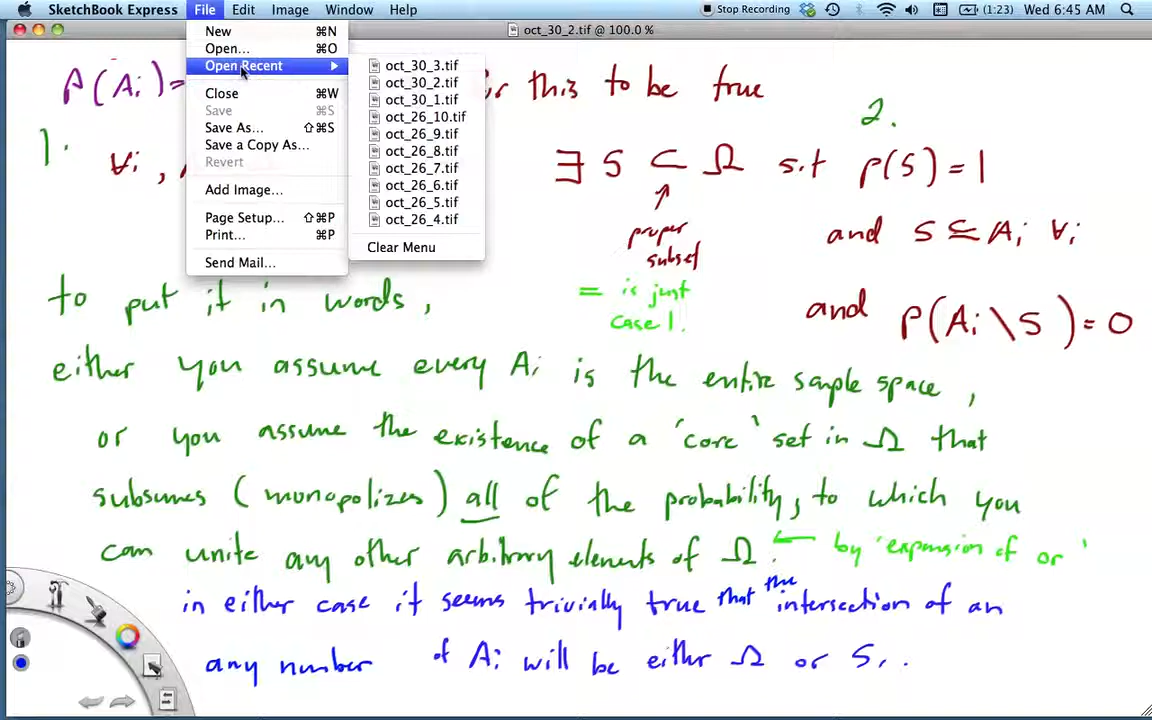 SketchBook Express File Edit Image Window Help Stop Recording (1:23) Wed 6:45 AM
oct_30_2.tif @ 100.0 %
New ⌘N
Open... ⌘O
Open Recent
Close ⌘W
Save ⌘S
Save As... ⇧⌘S
Save a Copy As...
Revert
Add Image...
Page Setup... ⇧⌘P
Print... ⌘P
Send Mail...
oct_30_3.tif
oct_30_2.tif
oct_30_1.tif
oct_26_10.tif
oct_26_9.tif
oct_26_8.tif
oct_26_7.tif
oct_26_6.tif
oct_26_5.tif
oct_26_4.tif
Clear Menu
P(Ai)= this to be true
1. 2.
∀i, ∃ S ⊂ Ω s.t P(S) = 1
proper
subset
and S ⊆ Ai ∀i
= is just
case 1.
and P(Ai \ S) = 0
to put it in words,
either you assume every Ai is the entire sample space,
or you assume the existence of a 'core' set in Ω that
subsumes (monopolizes) all of the probability, to which you
can unite any other arbitrary elements of Ω. ← by 'expansion of or'
in either case it seems trivially true that the intersection of an
any number of Ai will be either Ω or S...